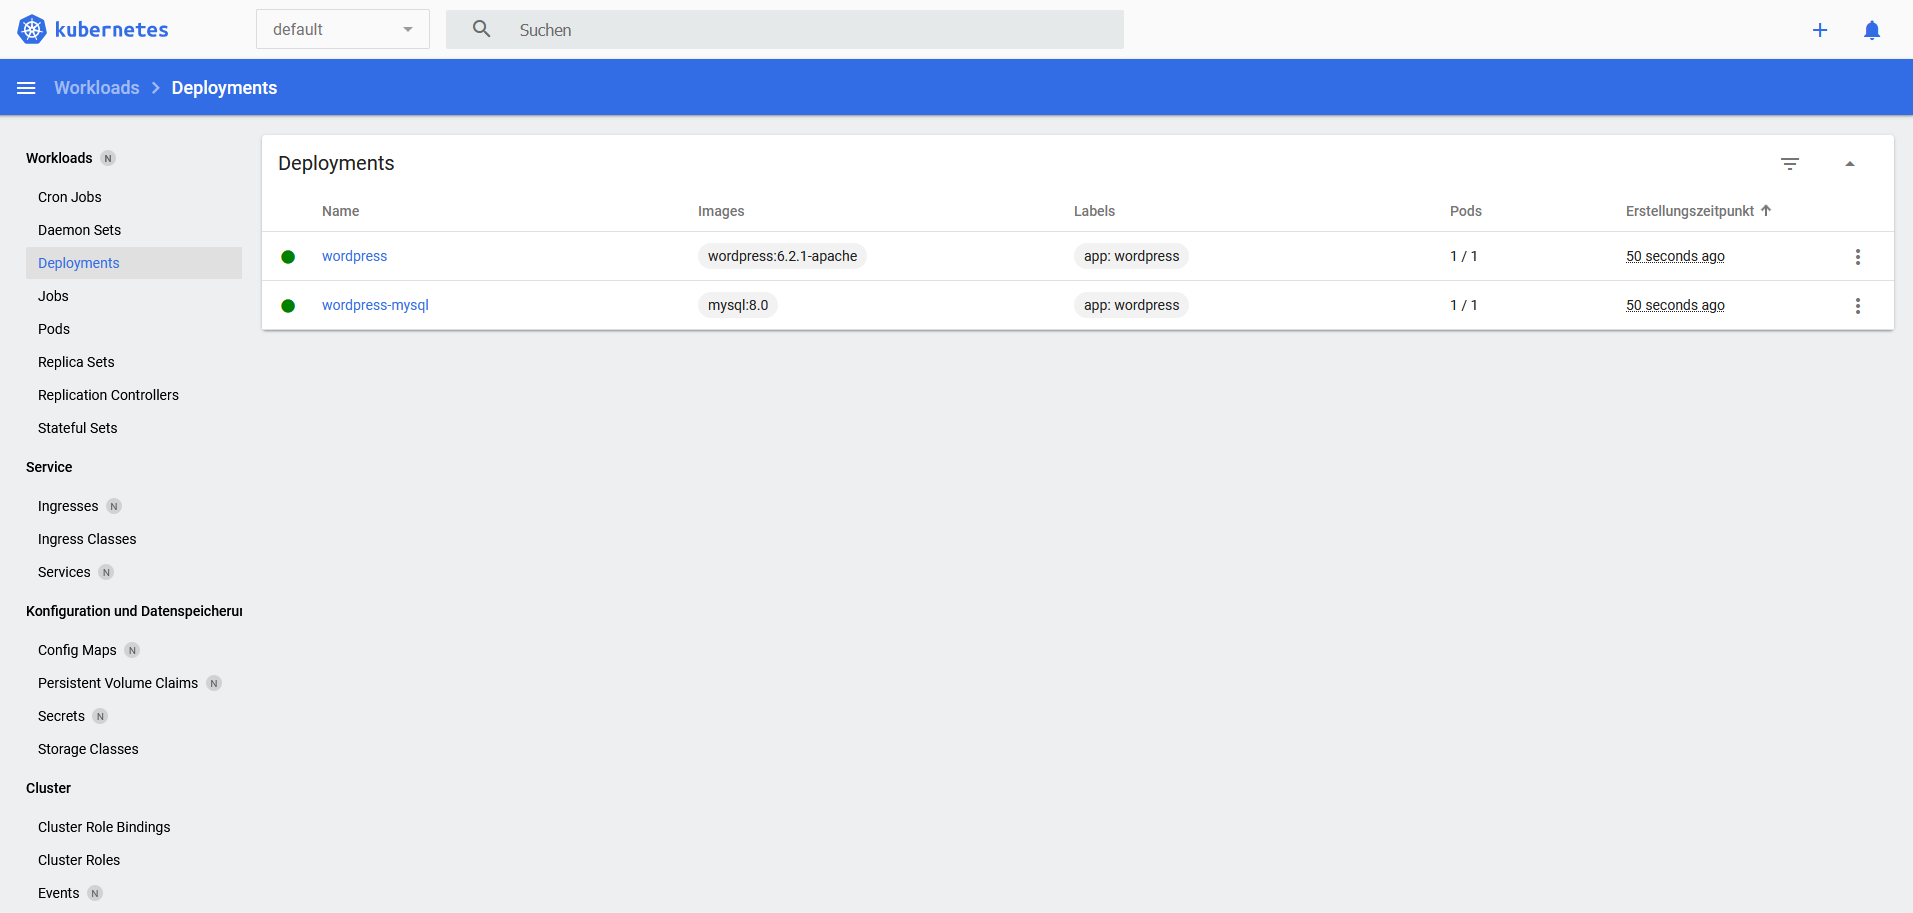 kubernetes
default
Suchen
Workloads > Deployments
Workloads N
Cron Jobs
Daemon Sets
Deployments
Jobs
Pods
Replica Sets
Replication Controllers
Stateful Sets
Service
Ingresses N
Ingress Classes
Services N
Konfiguration und Datenspeicheru
Config Maps N
Persistent Volume Claims N
Secrets N
Storage Classes
Cluster
Cluster Role Bindings
Cluster Roles
Events N
Deployments
Name Images Labels Pods Erstellungszeitpunkt
wordpress wordpress:6.2.1-apache app: wordpress 1 / 1 50 seconds ago
wordpress-mysql mysql:8.0 app: wordpress 1 / 1 50 seconds ago